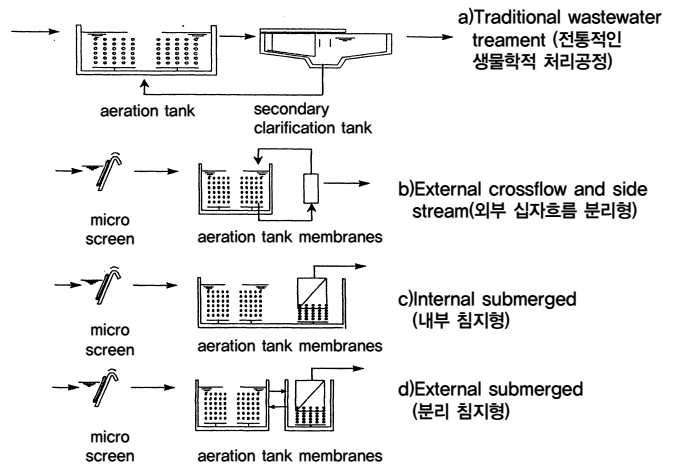 a)Traditional wastewater
treament (전통적인
생물학적 처리공정)
aeration tank
secondary
clarification tank
b)External crossflow and side
stream(외부 십자흐름 분리형)
micro
screen
aeration tank membranes
c)Internal submerged
(내부 침지형)
micro
screen
aeration tank membranes
d)External submerged
(분리 침지형)
micro
screen
aeration tank membranes